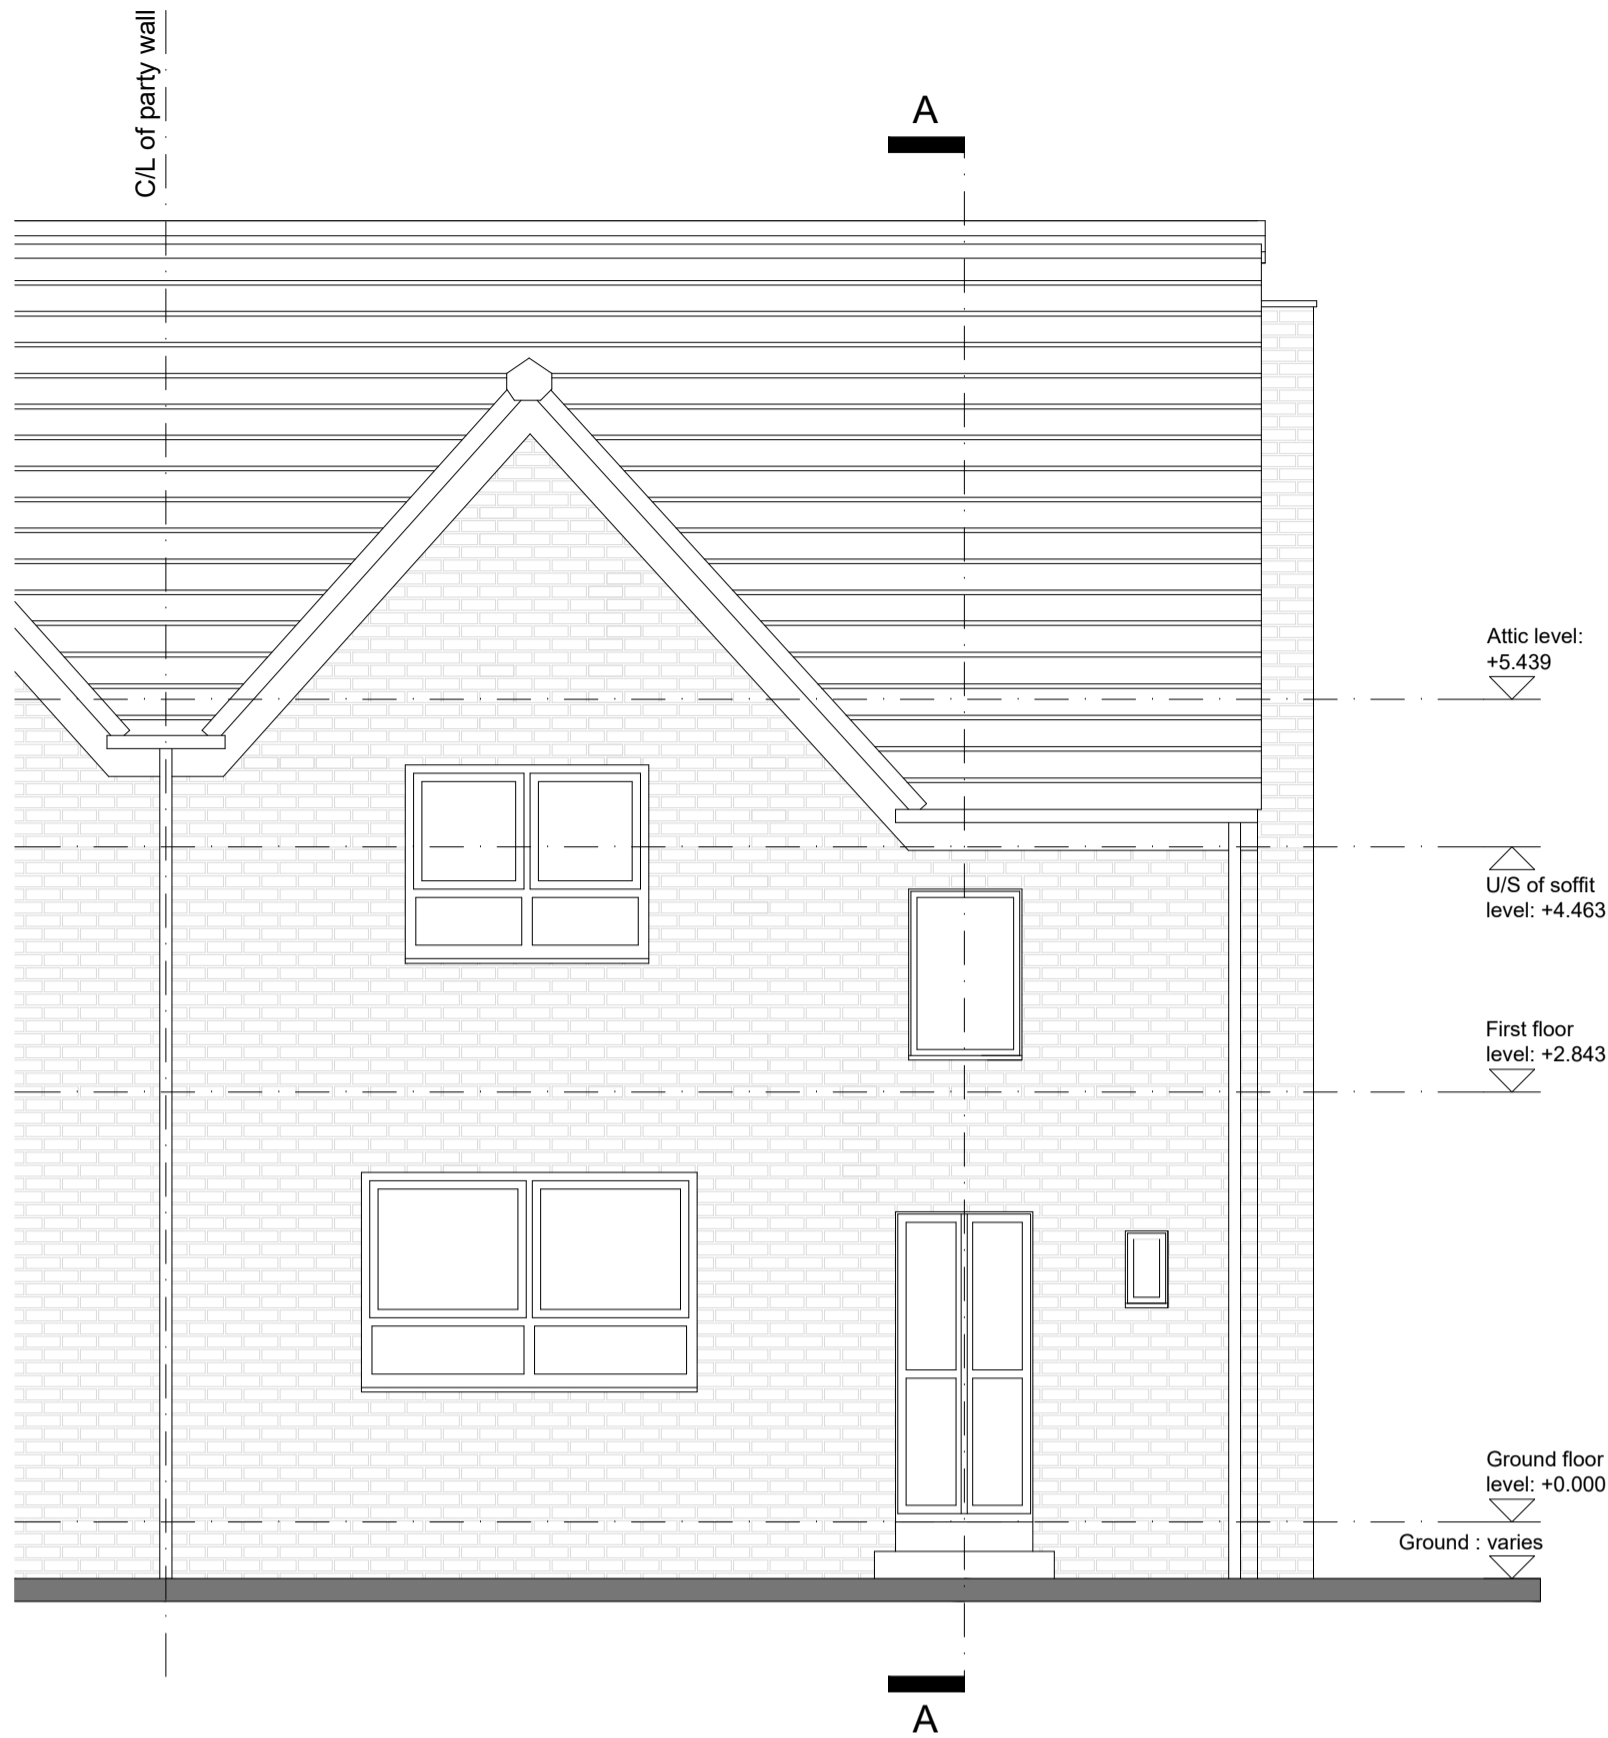 C/L of party wall
A
Attic level:
+5.439
U/S of soffit
level: +4.463
First floor
level: +2.843
Ground floor
level: +0.000
Ground : varies
A